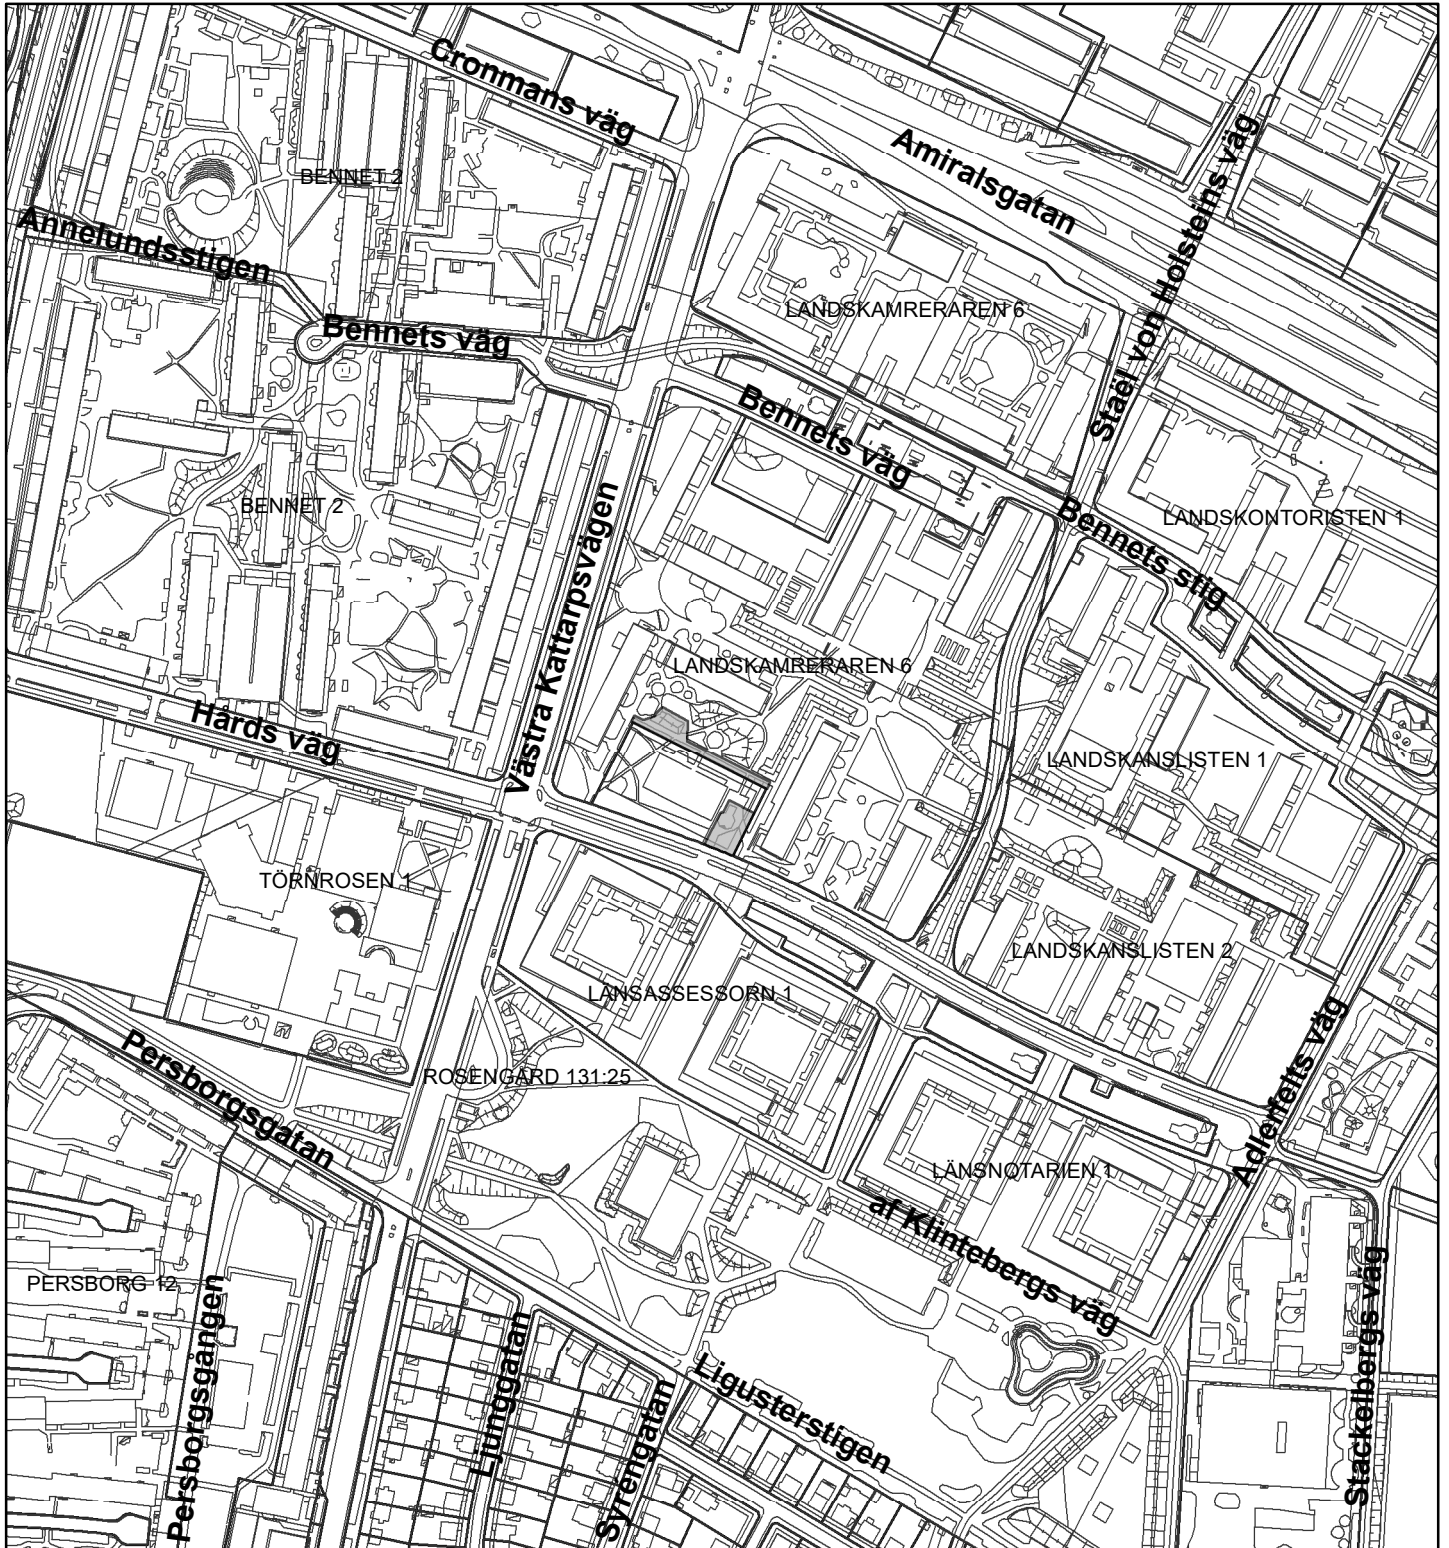 Cronmans väg
Amiralsgatan
BENNET 2
Staël von Holsteins väg
Annelundsstigen
LANDSKAMRERAREN 6
Bennets väg
Bennets väg
BENNET 2
Bennets stig
LANDSKONTORISTEN 1
Västra Kattarpsvägen
LANDSKAMRERAREN 6
Hårds väg
LANDSKANSLISTEN 1
TÖRNROSEN 1
LANDSKANSLISTEN 2
LÄNSASSESSORN 1
Persborgsgatan
ROSENGÅRD 131:25
Adlerfelts väg
LÄNSNOTARIEN 1
af Klintebergs väg
PERSBORG 12
Persborgsgången
Ljunggatan
Syréngatan
Ligusterstigen
Stackelbergs väg